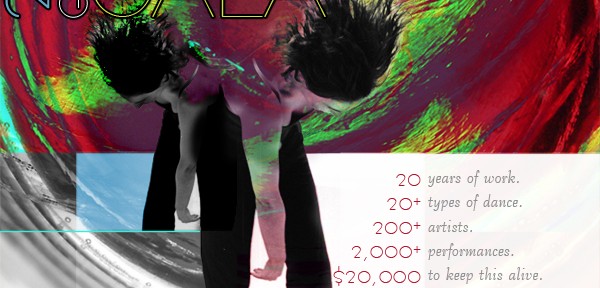 20 years of work.
20+ types of dance.
200+ artists.
2,000+ performances.
$20,000 to keep this alive.